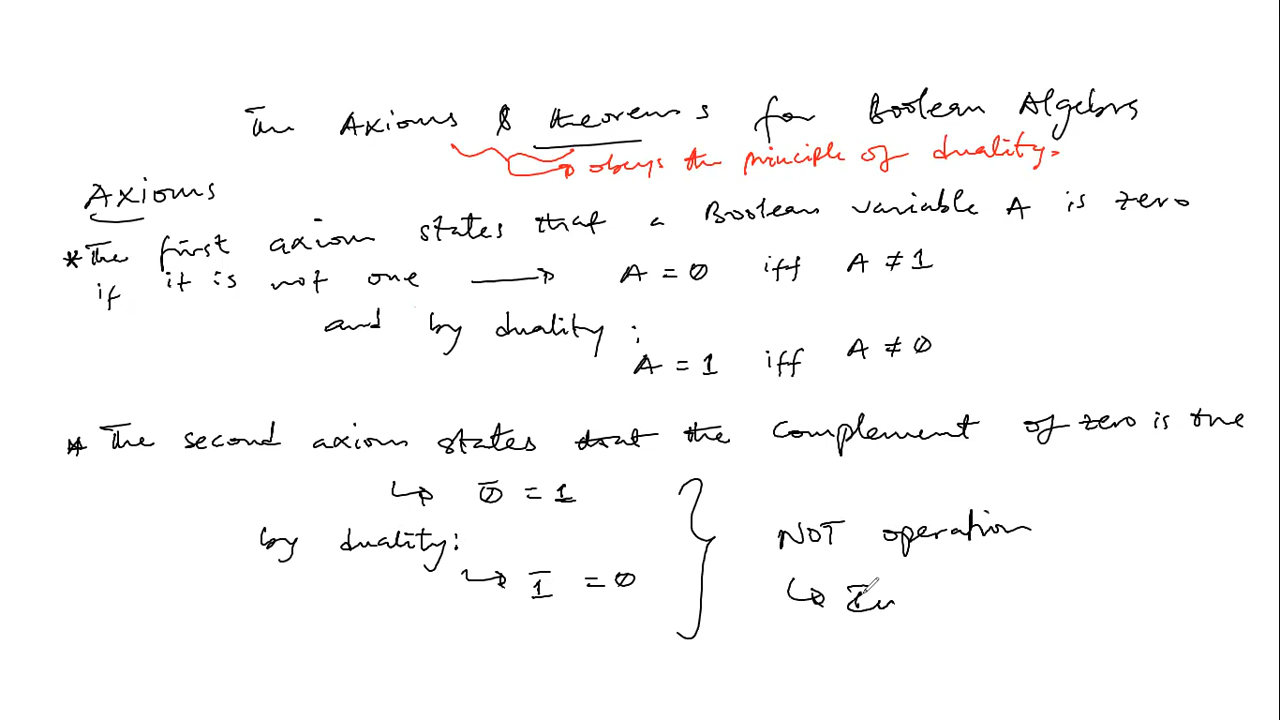 The Axioms & theorems for Boolean Algebra
obeys the principle of duality.
Axioms
* The first axiom states that a Boolean variable A is zero
if it is not one → A = 0 iff A ≠ 1
and by duality :
A = 1 iff A ≠ 0
* The second axiom states that the complement of zero is one
↳ 0̅ = 1
by duality:
↳ 1̅ = 0
NOT operation
↳